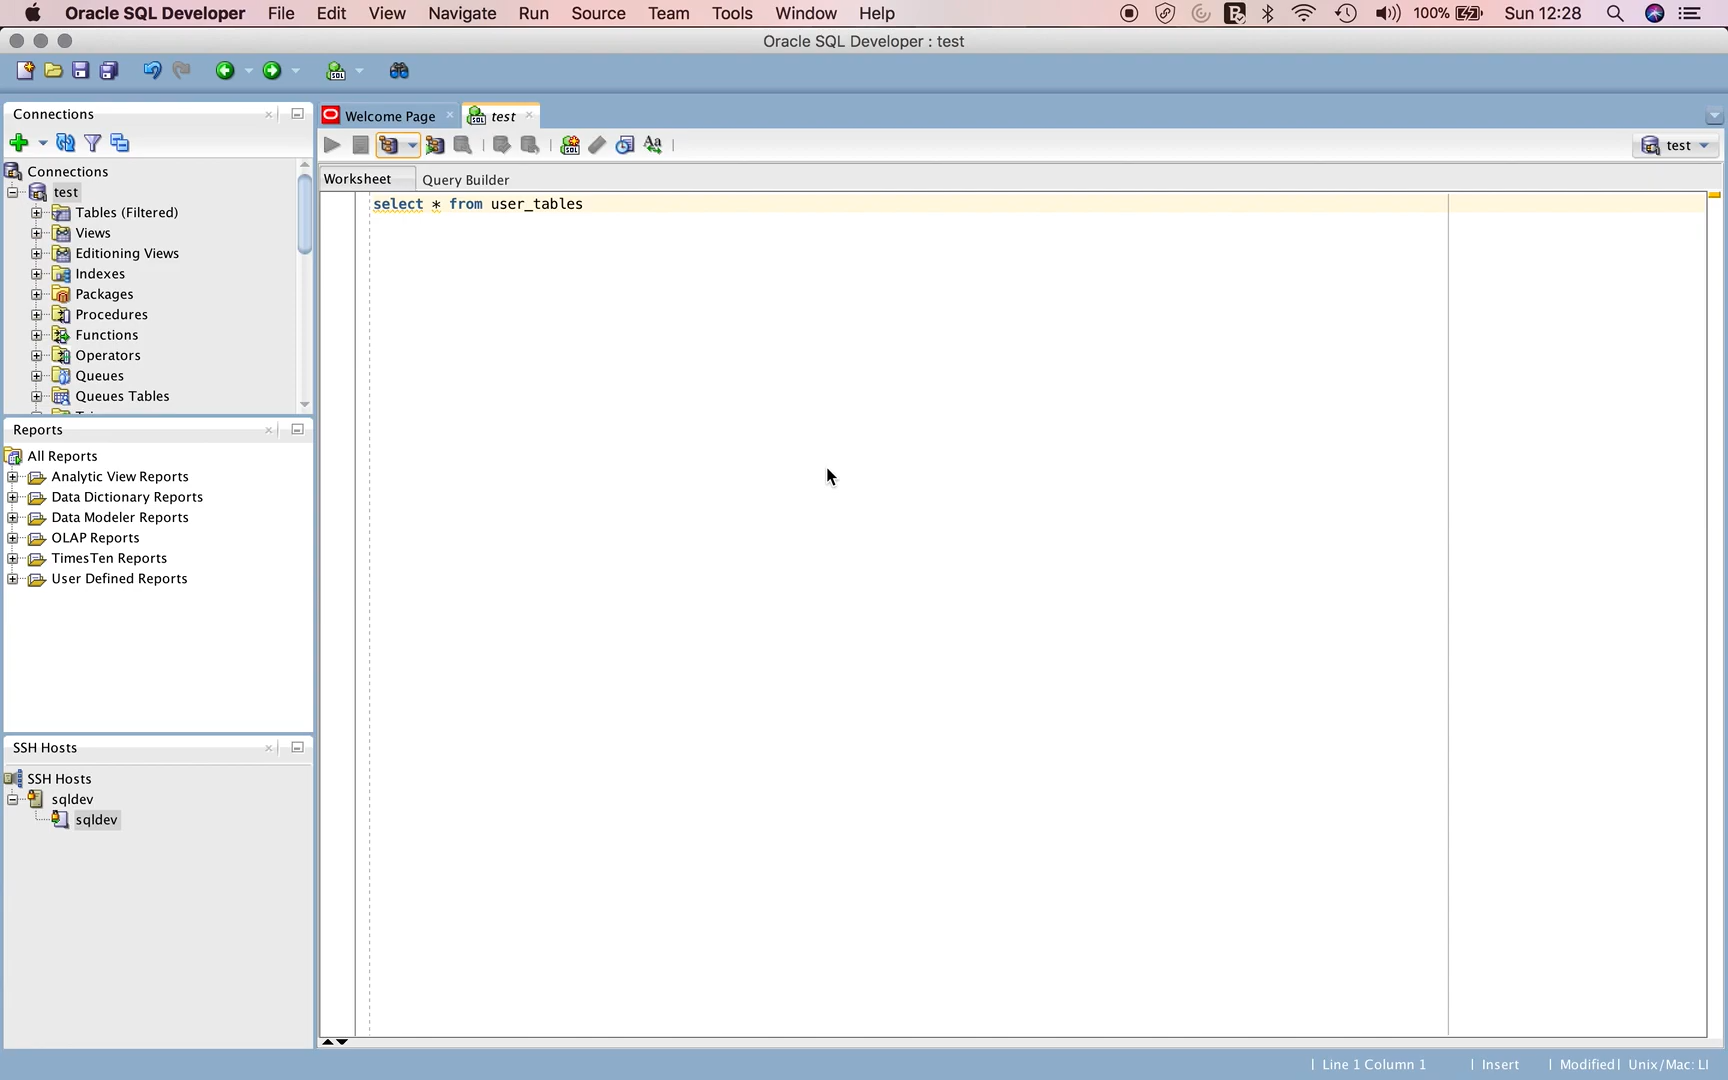 Oracle SQL Developer File Edit View Navigate Run Source Team Tools Window Help 100% Sun 12:28
Oracle SQL Developer : test
Connections
Connections
test
Tables (Filtered)
Views
Editioning Views
Indexes
Packages
Procedures
Functions
Operators
Queues
Queues Tables
Reports
All Reports
Analytic View Reports
Data Dictionary Reports
Data Modeler Reports
OLAP Reports
TimesTen Reports
User Defined Reports
SSH Hosts
SSH Hosts
sqldev
sqldev
Welcome Page test
test
Worksheet Query Builder
select * from user_tables
Line 1 Column 1 | Insert | Modified | Unix/Mac: LI